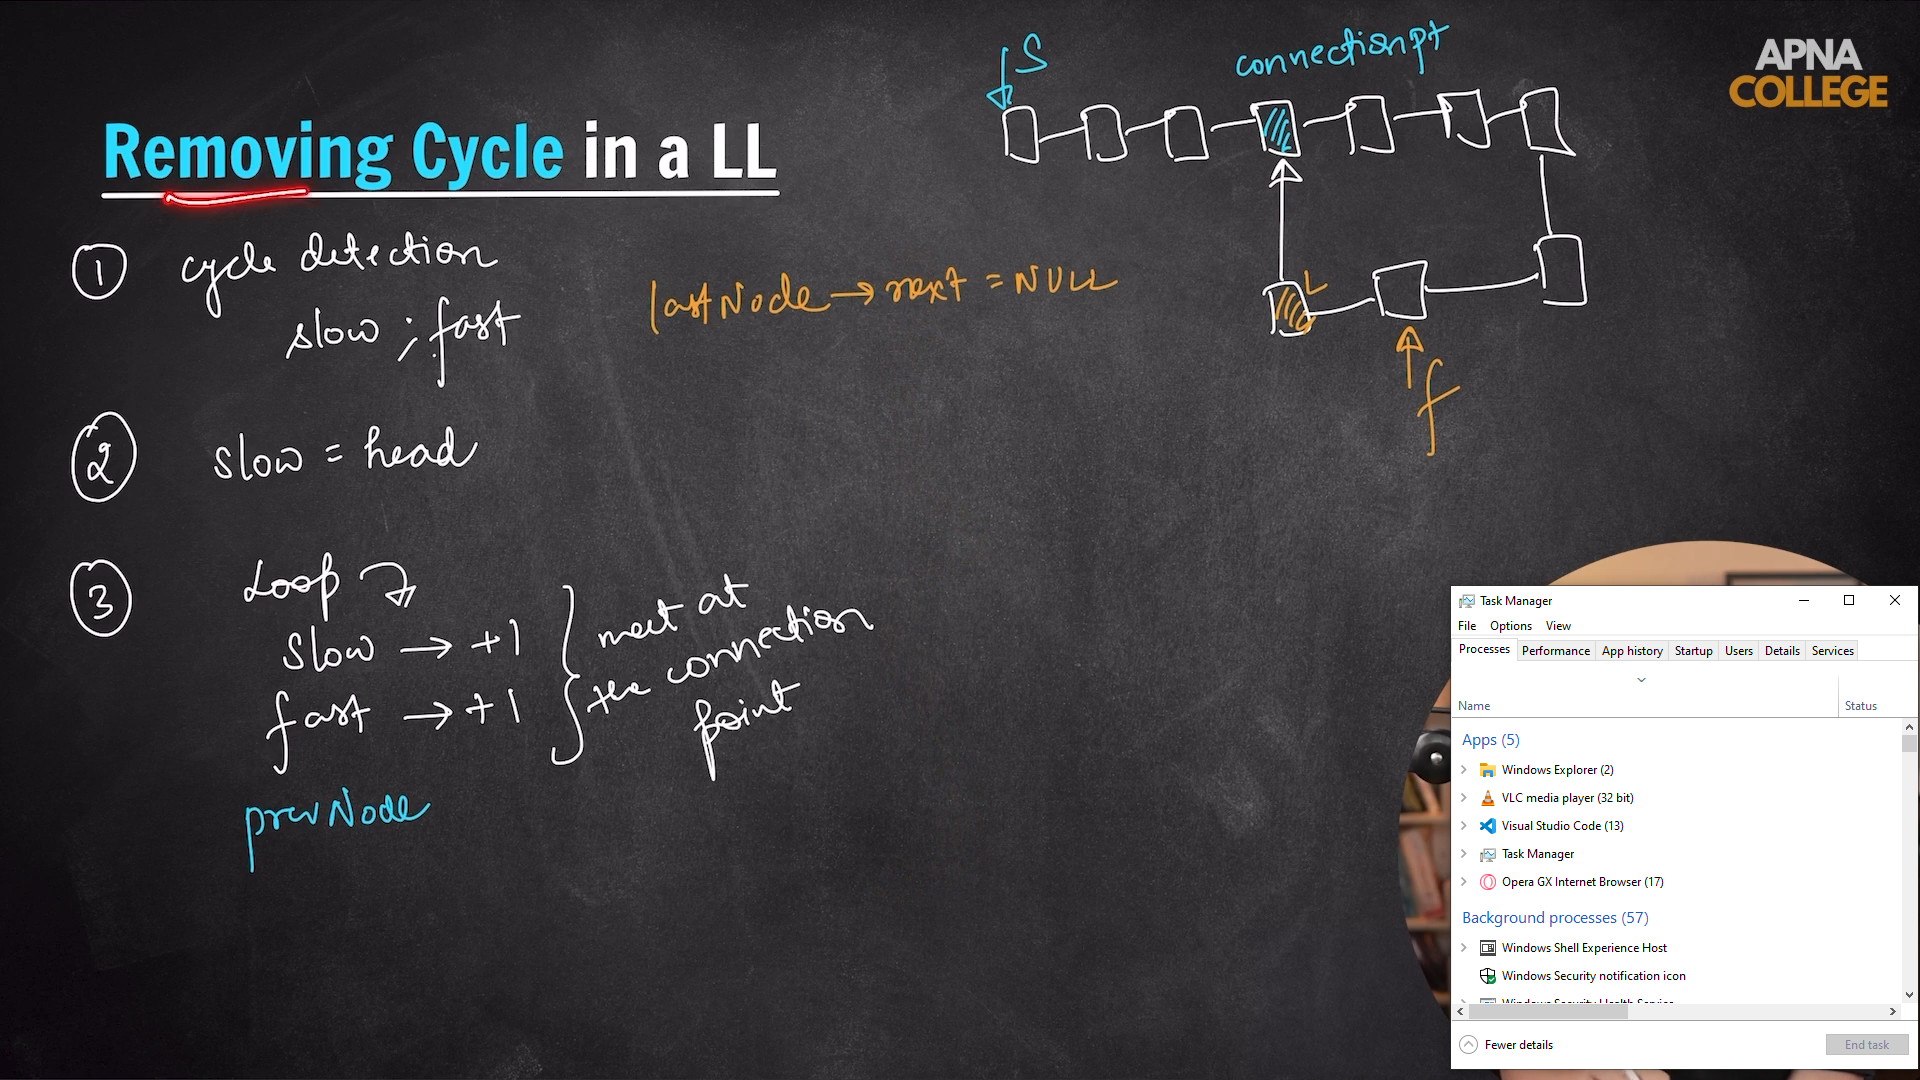 APNA
COLLEGE
Removing Cycle in a LL
S
connection pt
① cycle detection
slow ; fast
lastNode → next = NULL
L
f
② slow = head
③ Loop
slow → +1
fast → +1
meet at
the connection
point
prevNode
Task Manager
File Options View
Processes Performance App history Startup Users Details Services
Name Status
Apps (5)
Windows Explorer (2)
VLC media player (32 bit)
Visual Studio Code (13)
Task Manager
Opera GX Internet Browser (17)
Background processes (57)
Windows Shell Experience Host
Windows Security notification icon
Windows Security Health Service
Fewer details End task